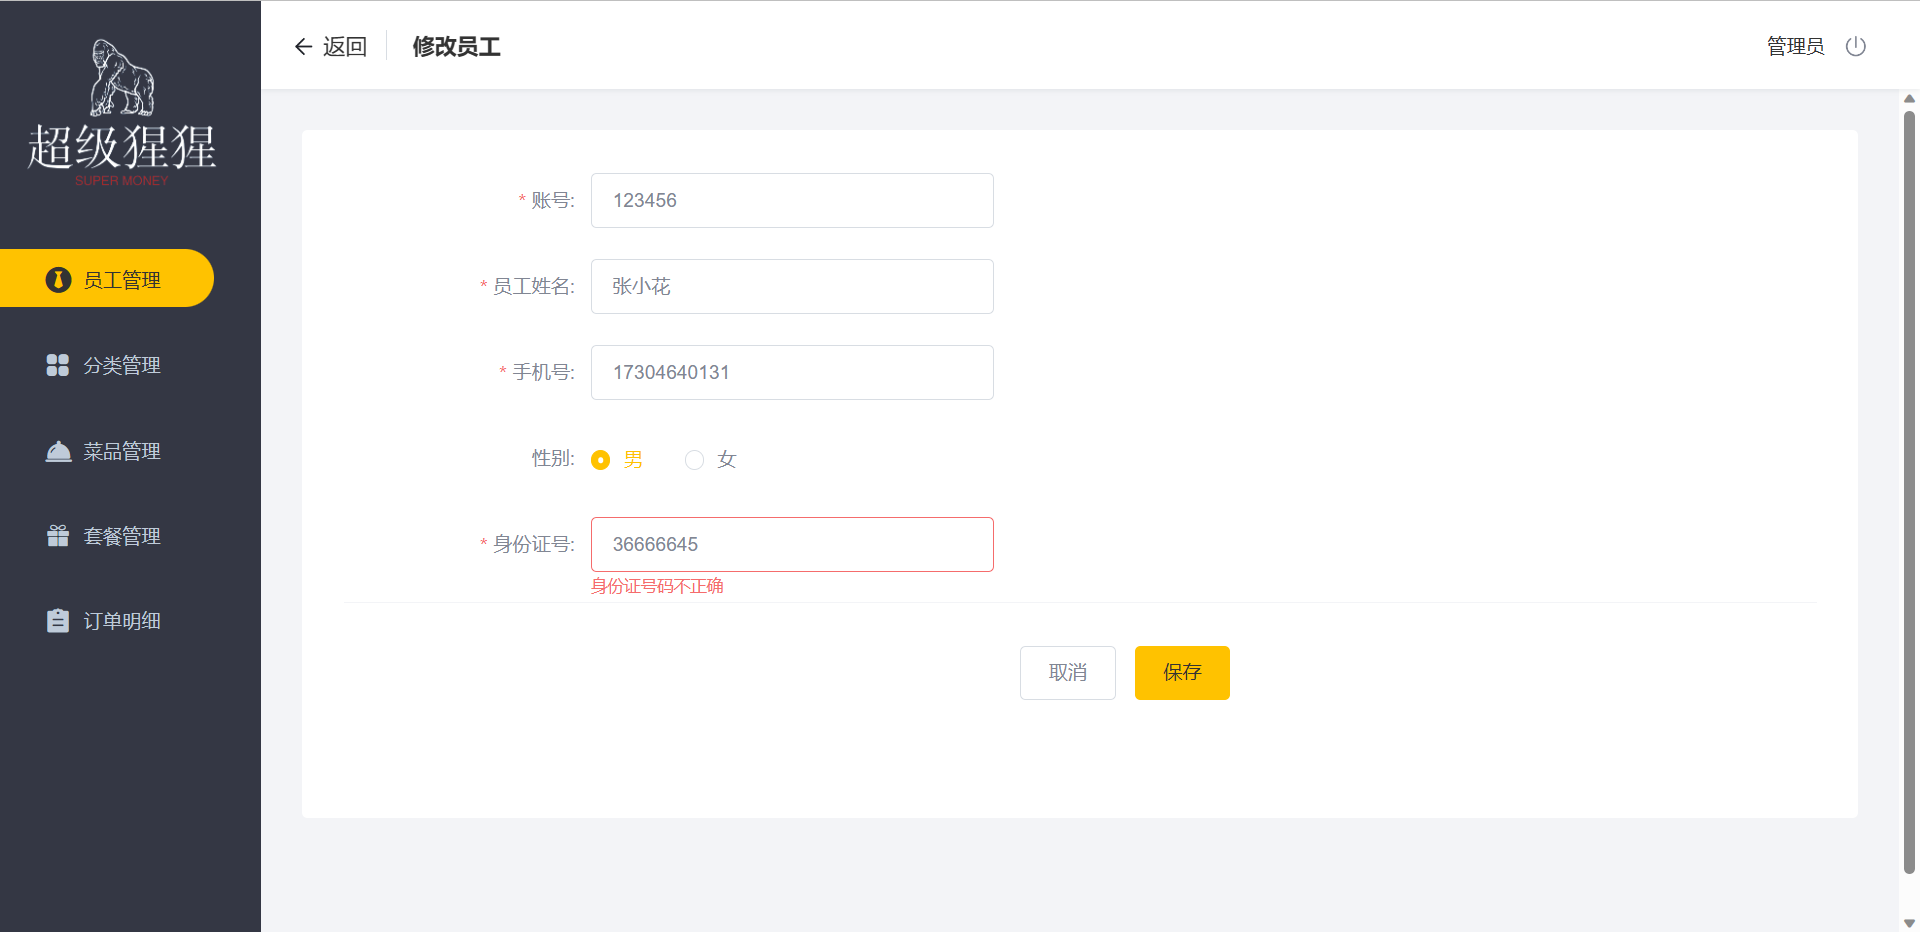 超级猩猩
SUPER MONEY
员工管理
分类管理
菜品管理
套餐管理
订单明细
返回
修改员工
管理员
* 账号: 123456
* 员工姓名: 张小花
* 手机号: 17304640131
性别: 男 女
* 身份证号: 36666645
身份证号码不正确
取消 保存